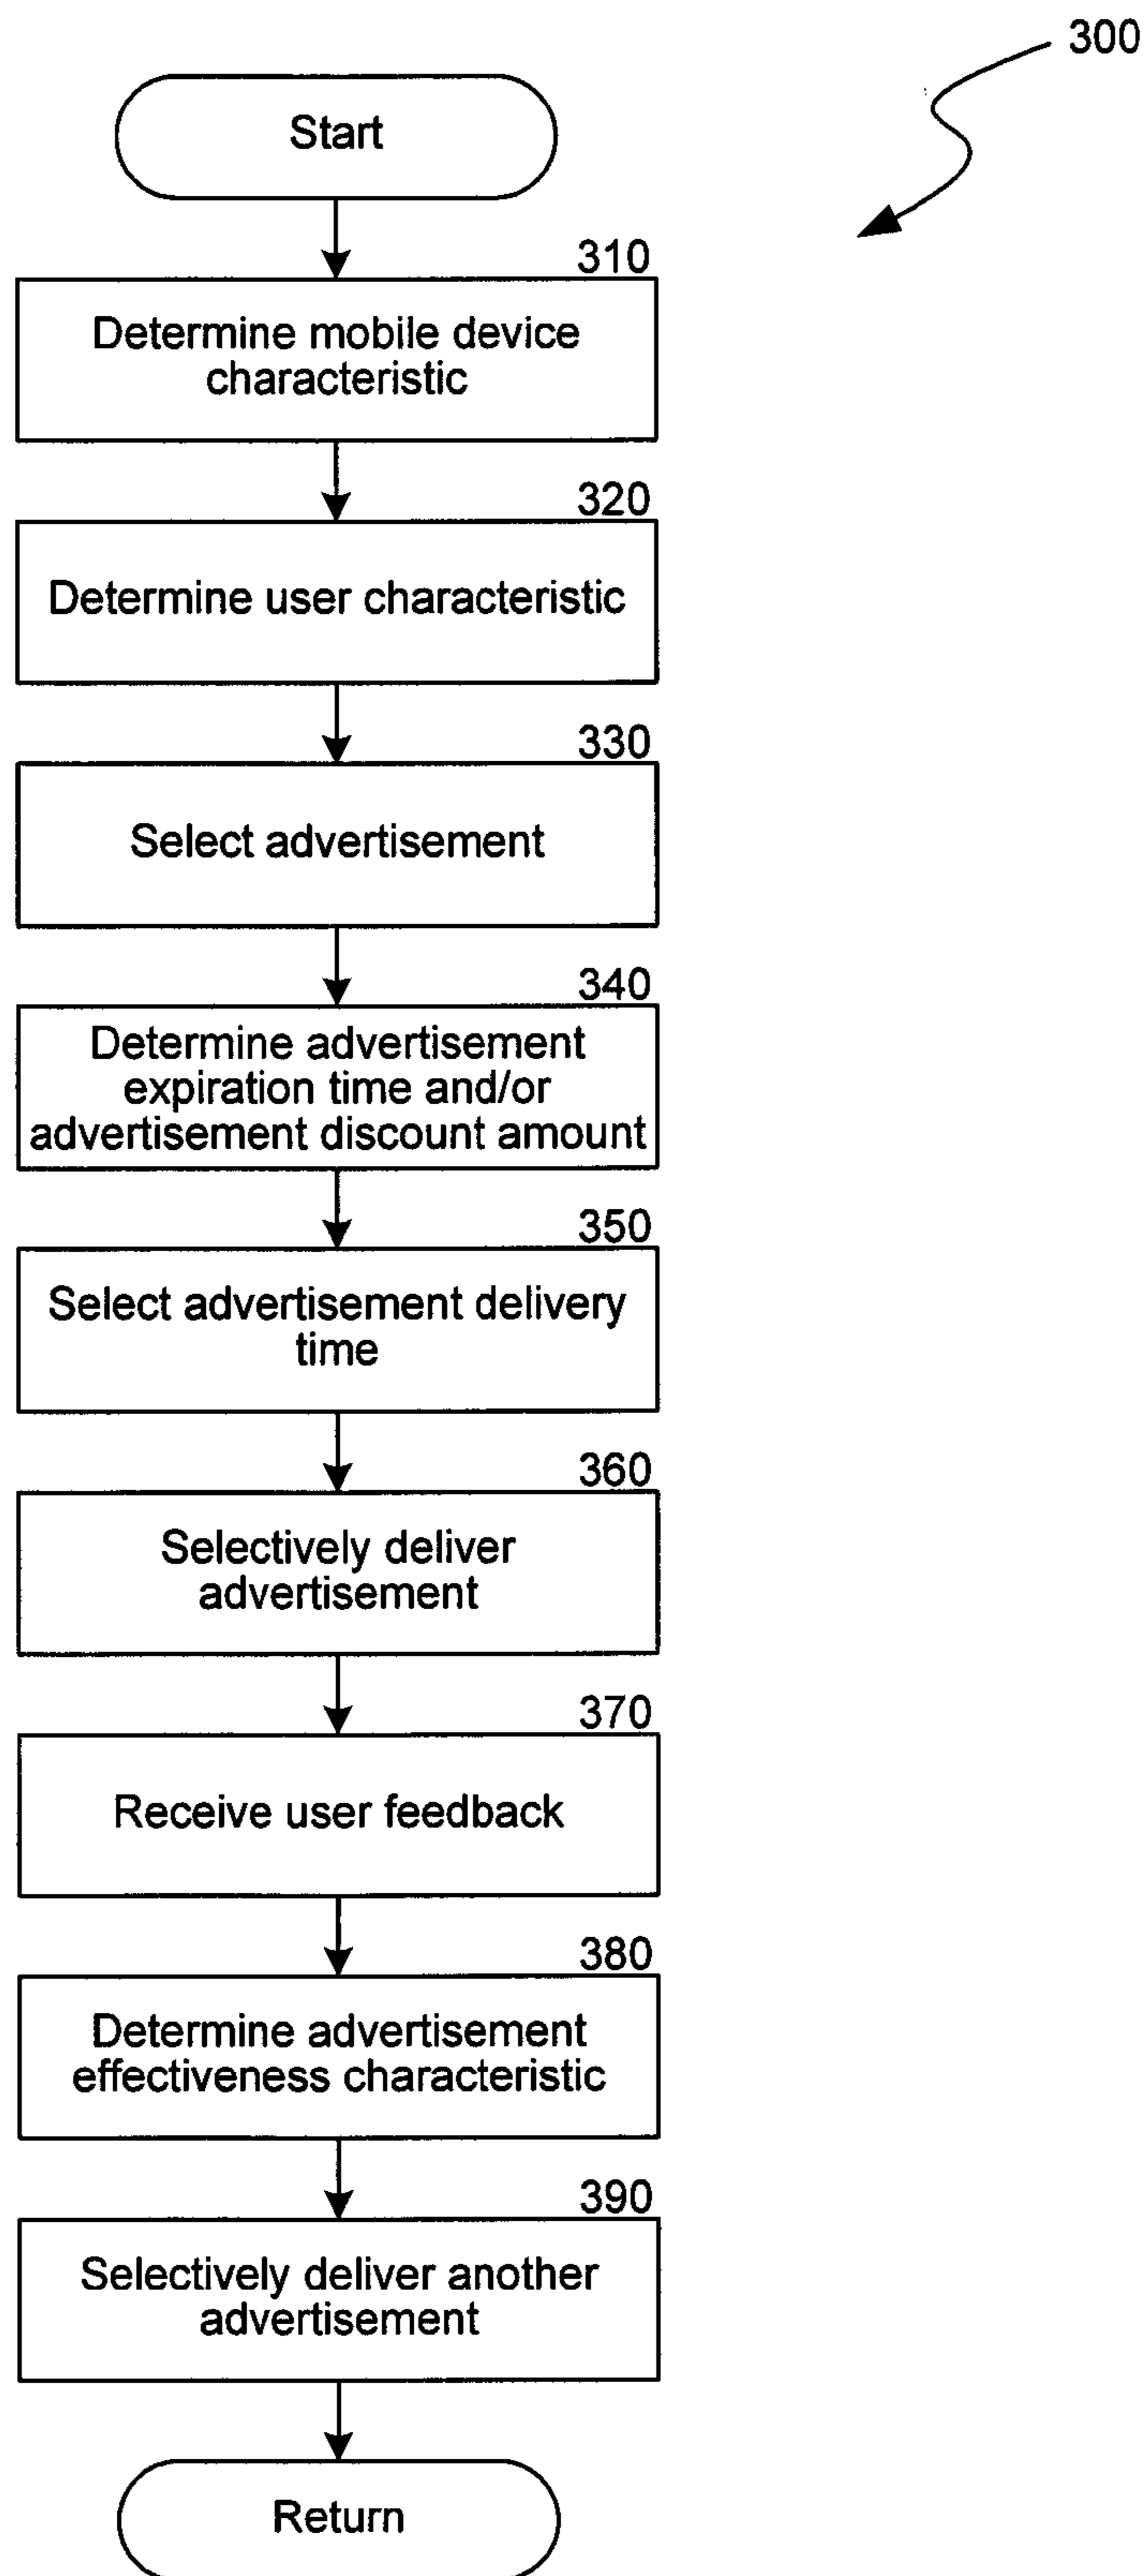 300
Start
310
Determine mobile device
characteristic
320
Determine user characteristic
330
Select advertisement
340
Determine advertisement
expiration time and/or
advertisement discount amount
350
Select advertisement delivery
time
360
Selectively deliver
advertisement
370
Receive user feedback
380
Determine advertisement
effectiveness characteristic
390
Selectively deliver another
advertisement
Return